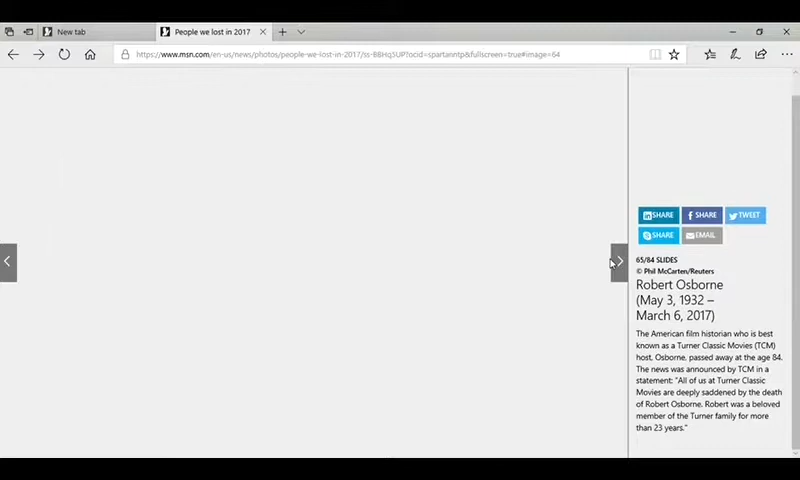 New tab
People we lost in 2017
https://www.msn.com/en-us/news/photos/people-we-lost-in-2017/ss-BBHq5UP?ocid=spartanntp&fullscreen=true#image=64
SHARE SHARE TWEET
SHARE EMAIL
65/84 SLIDES
© Phil McCarten/Reuters
Robert Osborne
(May 3, 1932 –
March 6, 2017)
The American film historian who is best
known as a Turner Classic Movies (TCM)
host, Osborne, passed away at the age 84.
The news was announced by TCM in a
statement: "All of us at Turner Classic
Movies are deeply saddened by the death
of Robert Osborne. Robert was a beloved
member of the Turner family for more
than 23 years."